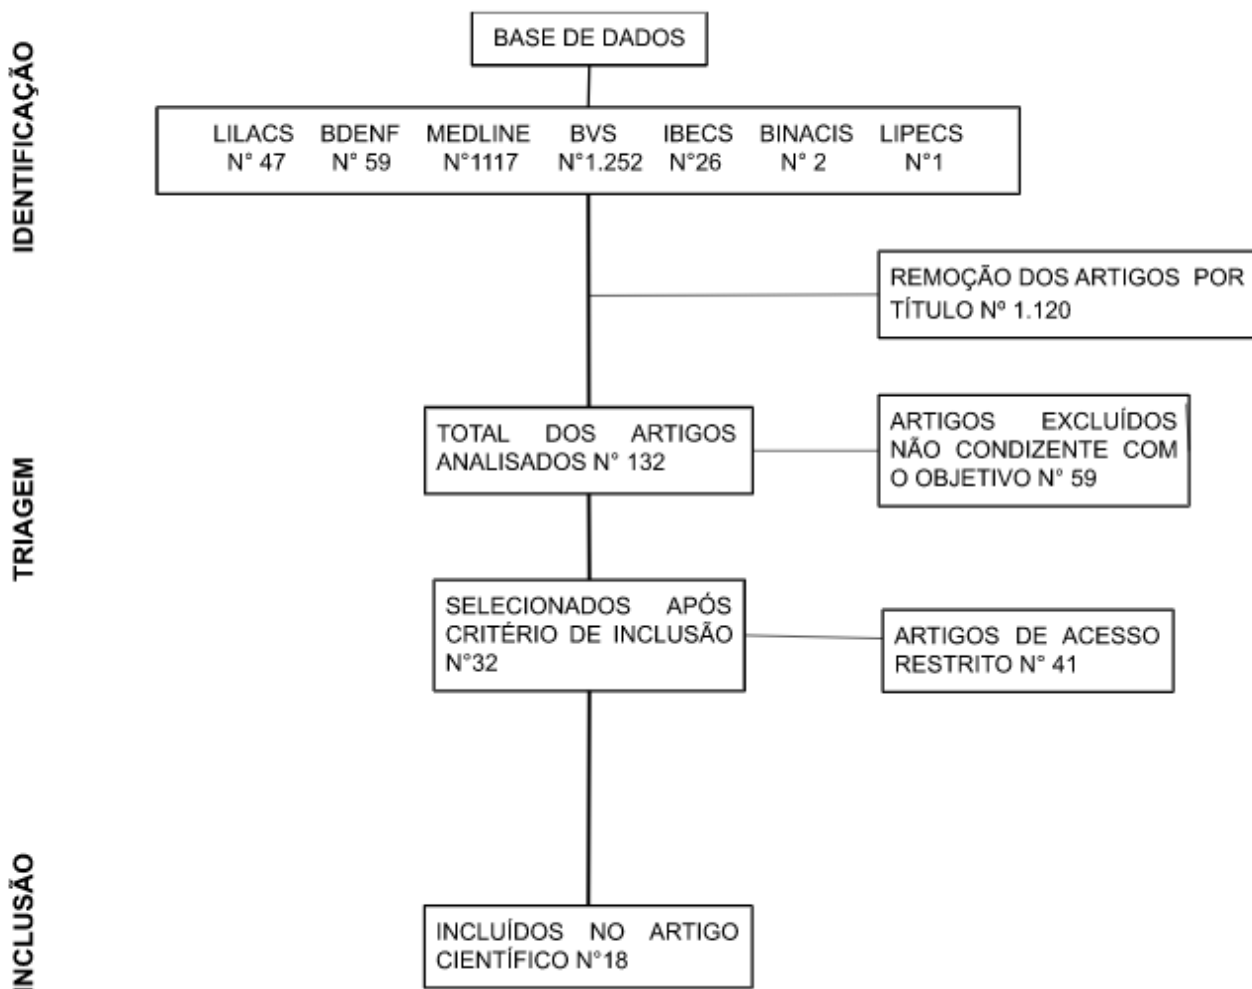 BASE DE DADOS
IDENTIFICAÇÃO
LILACS BDENF MEDLINE BVS IBECS BINACIS LIPECS
N° 47 N° 59 N°1117 N°1.252 N°26 N° 2 N°1
REMOÇÃO DOS ARTIGOS POR
TÍTULO Nº 1.120
TRIAGEM
TOTAL DOS ARTIGOS
ANALISADOS N° 132
ARTIGOS EXCLUÍDOS
NÃO CONDIZENTE COM
O OBJETIVO N° 59
SELECIONADOS APÓS
CRITÉRIO DE INCLUSÃO
N°32
ARTIGOS DE ACESSO
RESTRITO N° 41
INCLUSÃO
INCLUÍDOS NO ARTIGO
CIENTÍFICO N°18